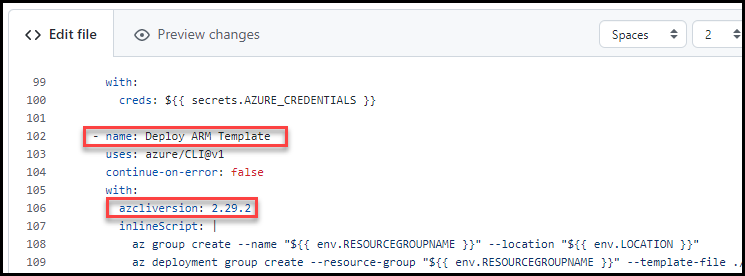 <> Edit file
Preview changes
Spaces
2
99 with:
100 creds: ${{ secrets.AZURE_CREDENTIALS }}
101
102 - name: Deploy ARM Template
103 uses: azure/CLI@v1
104 continue-on-error: false
105 with:
106 azcliversion: 2.29.2
107 inlineScript: |
108 az group create --name "${{ env.RESOURCEGROUPNAME }}" --location "${{ env.LOCATION }}"
109 az deployment group create --resource-group "${{ env.RESOURCEGROUPNAME }}" --template-file ./